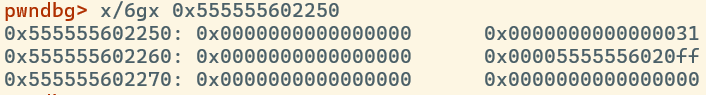 pwndbg> x/6gx 0x555555602250
0x555555602250: 0x0000000000000000 0x0000000000000031
0x555555602260: 0x0000000000000000 0x00005555556020ff
0x555555602270: 0x0000000000000000 0x0000000000000000